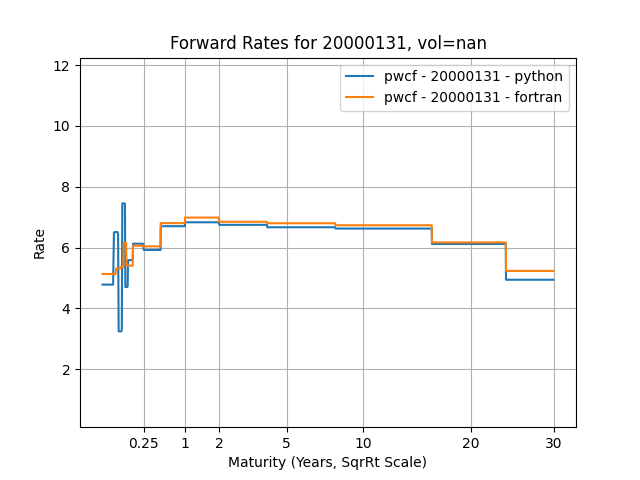 Forward Rates for 20000131, vol=nan
pwcf - 20000131 - python
pwcf - 20000131 - fortran
12
10
8
6
4
2
Rate
0.25 1 2 5 10 20 30
Maturity (Years, SqrRt Scale)